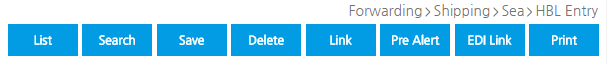 Forwarding > Shipping > Sea > HBL Entry
List Search Save Delete Link Pre Alert EDI Link Print